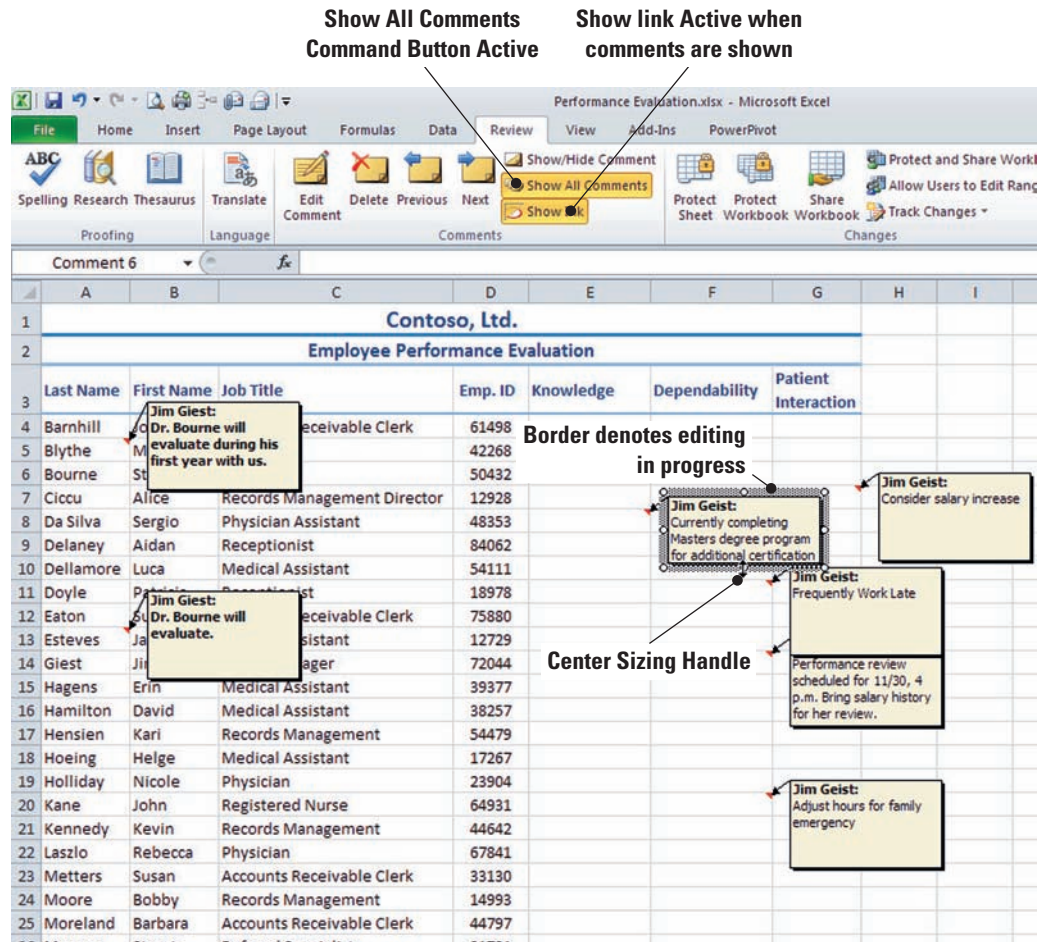 Show All Comments
Command Button Active
Show link Active when
comments are shown
Performance Evaluation.xlsx - Microsoft Excel
File Home Insert Page Layout Formulas Data Review View Add-Ins PowerPivot
ABC
Spelling Research Thesaurus
Proofing
Translate
Language
Edit
Comment
Delete Previous Next
Show/Hide Comment
Show All Comments
Show
Comments
Protect
Sheet
Protect
Workbook
Share
Workbook
Protect and Share
Allow Users to Edit
Track Changes
Changes
Comment 6 fx
A B C D E F G H I
1 Contoso, Ltd.
2 Employee Performance Evaluation
3 Last Name First Name Job Title Emp. ID Knowledge Dependability Patient
Interaction
4 Barnhill eceivable Clerk 61498
5 Blythe 42268
6 Bourne 50432
7 Ciccu Alice Records Management Director 12928
8 Da Silva Sergio Physician Assistant 48353
9 Delaney Aidan Receptionist 84062
10 Dellamore Luca Medical Assistant 54111
11 Doyle 18978
12 Eaton eceivable Clerk 75880
13 Esteves sistant 12729
14 Giest ager 72044
15 Hagens Erin Medical Assistant 39377
16 Hamilton David Medical Assistant 38257
17 Hensien Kari Records Management 54479
18 Hoeing Helge Medical Assistant 17267
19 Holliday Nicole Physician 23904
20 Kane John Registered Nurse 64931
21 Kennedy Kevin Records Management 44642
22 Laszlo Rebecca Physician 67841
23 Metters Susan Accounts Receivable Clerk 33130
24 Moore Bobby Records Management 14993
25 Moreland Barbara Accounts Receivable Clerk 44797
Jim Giest:
Dr. Bourne will
evaluate during his
first year with us.
Jim Giest:
Dr. Bourne will
evaluate.
Border denotes editing
in progress
Jim Geist:
Currently completing
Masters degree program
for additional certification
Center Sizing Handle
Jim Geist:
Consider salary increase
Jim Geist:
Frequently Work Late
Performance review
scheduled for 11/30, 4
p.m. Bring salary history
for her review.
Jim Geist:
Adjust hours for family
emergency